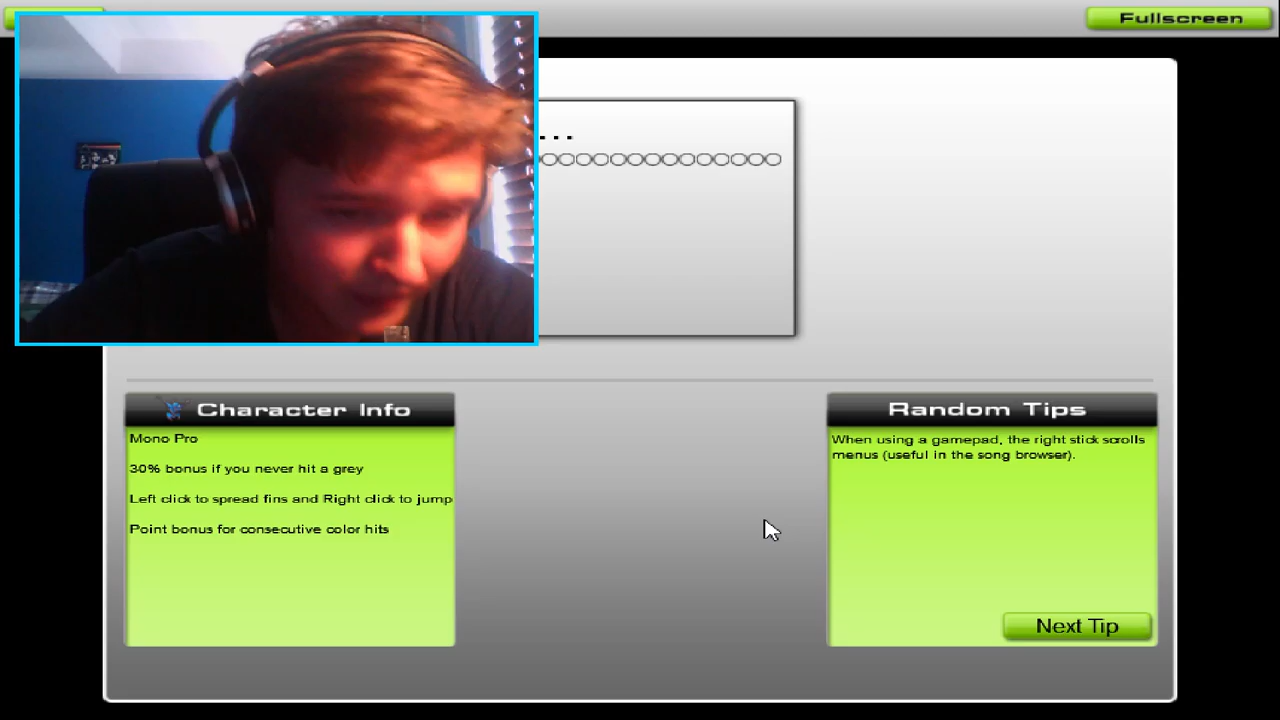 Fullscreen
...
Character Info
Mono Pro
30% bonus if you never hit a grey
Left click to spread fins and Right click to jump
Point bonus for consecutive color hits
Random Tips
When using a gamepad, the right stick scrolls
menus (useful in the song browser).
Next Tip